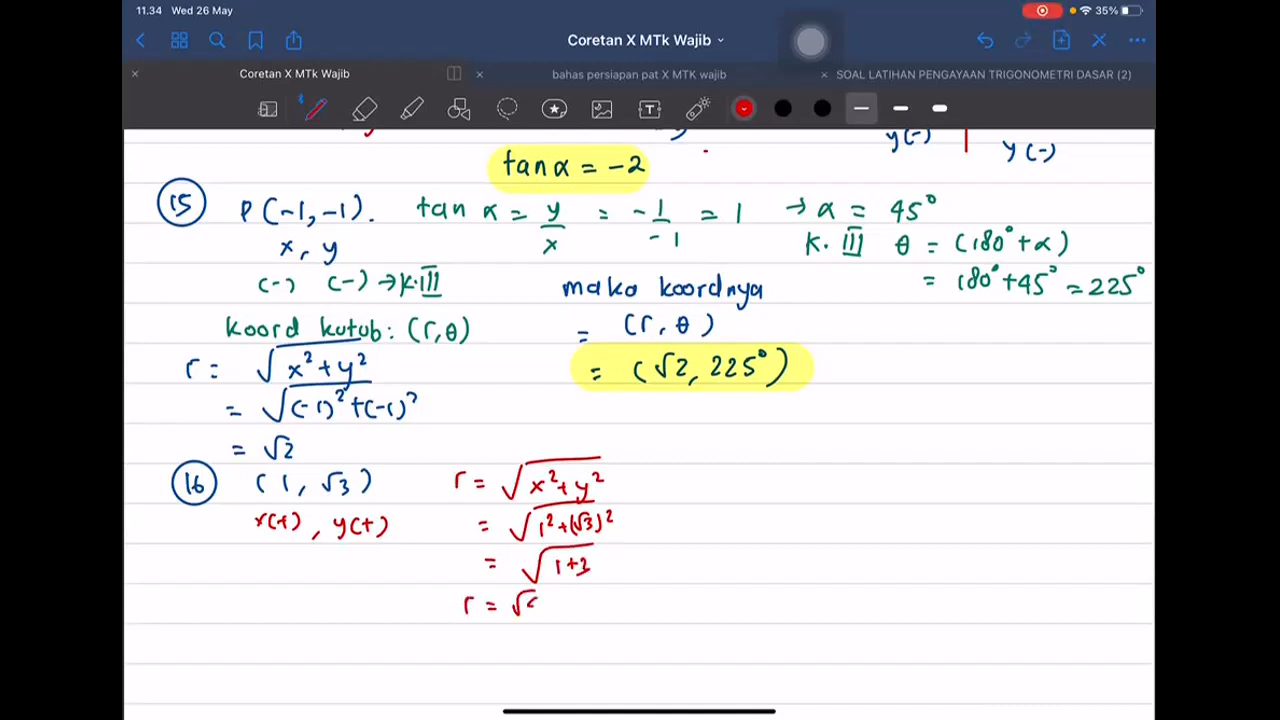 11.34 Wed 26 May
35%
Coretan X MTk Wajib
Coretan X MTk Wajib
bahas persiapan pat X MTK wajib
SOAL LATIHAN PENGAYAAN TRIGONOMETRI DASAR (2)
y(-)
y(-)
tan α = -2
15 P(-1,-1). tan α = y/x = -1/-1 = 1 → α = 45°
x, y
K. III θ = (180° + α)
(-) (-) → K.III
= 180° + 45° = 225°
maka koordnya
koord kutub: (r,θ)
= (r, θ)
r = √x² + y²
= (√2, 225°)
= √(-1)² + (-1)²
= √2
16 (1, √3) r = √x² + y²
x(+), y(+)
= √1² + (√3)²
= √1+3
r = √